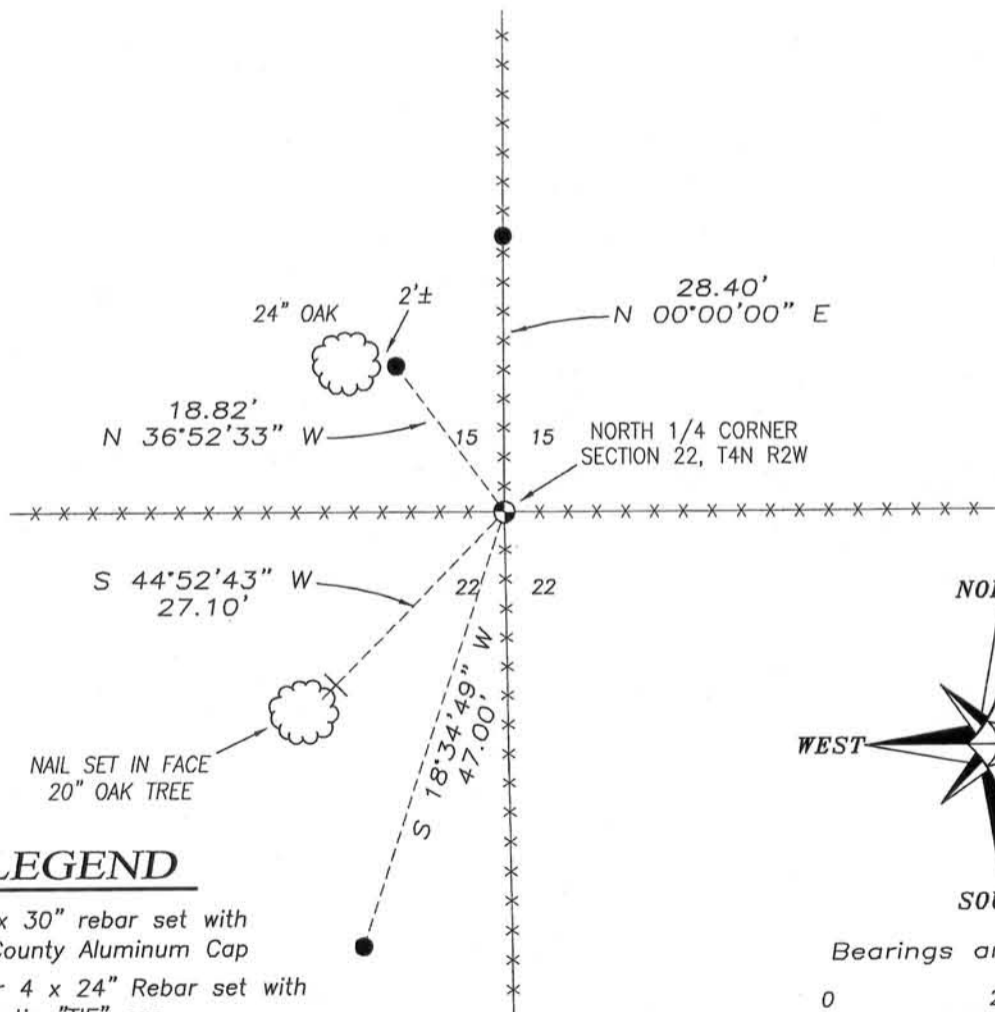 28.40'
N 00°00'00" E
24" OAK
2'±
18.82'
N 36°52'33" W
15
15
NORTH 1/4 CORNER
SECTION 22, T4N R2W
S 44°52'43" W
27.10'
22
22
S 18°34'49" W
47.00'
NAIL SET IN FACE
20" OAK TREE
WEST
LEGEND
x 30" rebar set with
County Aluminum Cap
4 x 24" Rebar set with
"TIE"
Bearings
0